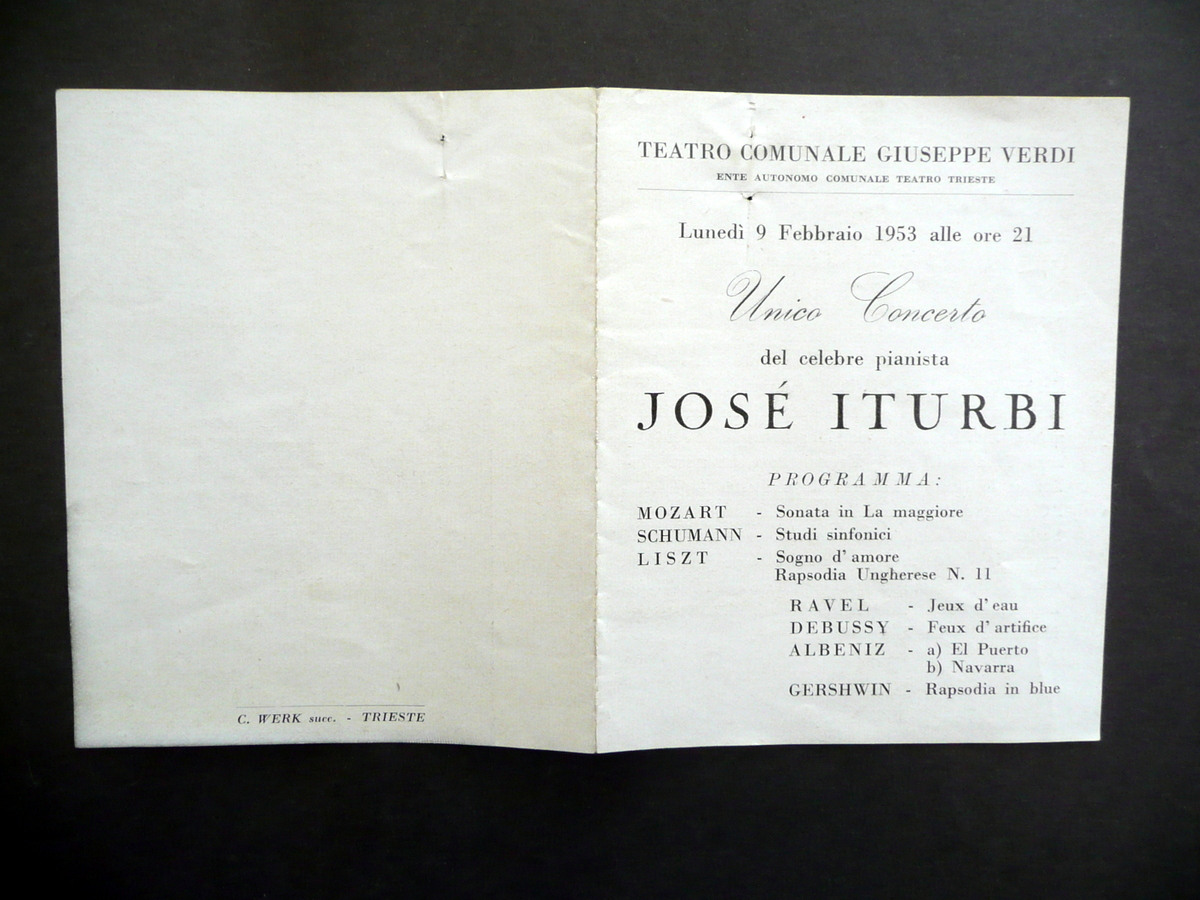 TEATRO COMUNALE GIUSEPPE VERDI
ENTE AUTONOMO COMUNALE TEATRO TRIESTE
Lunedì 9 Febbraio 1953 alle ore 21
Unico Concerto
del celebre pianista
JOSÉ ITURBI
PROGRAMMA:
MOZART - Sonata in La maggiore
SCHUMANN - Studi sinfonici
LISZT - Sogno d'amore
Rapsodia Ungherese N. 11
RAVEL - Jeux d'eau
DEBUSSY - Feux d'artifice
ALBENIZ - a) El Puerto
b) Navarra
GERSHWIN - Rapsodia in blue
C. WERK succ. - TRIESTE